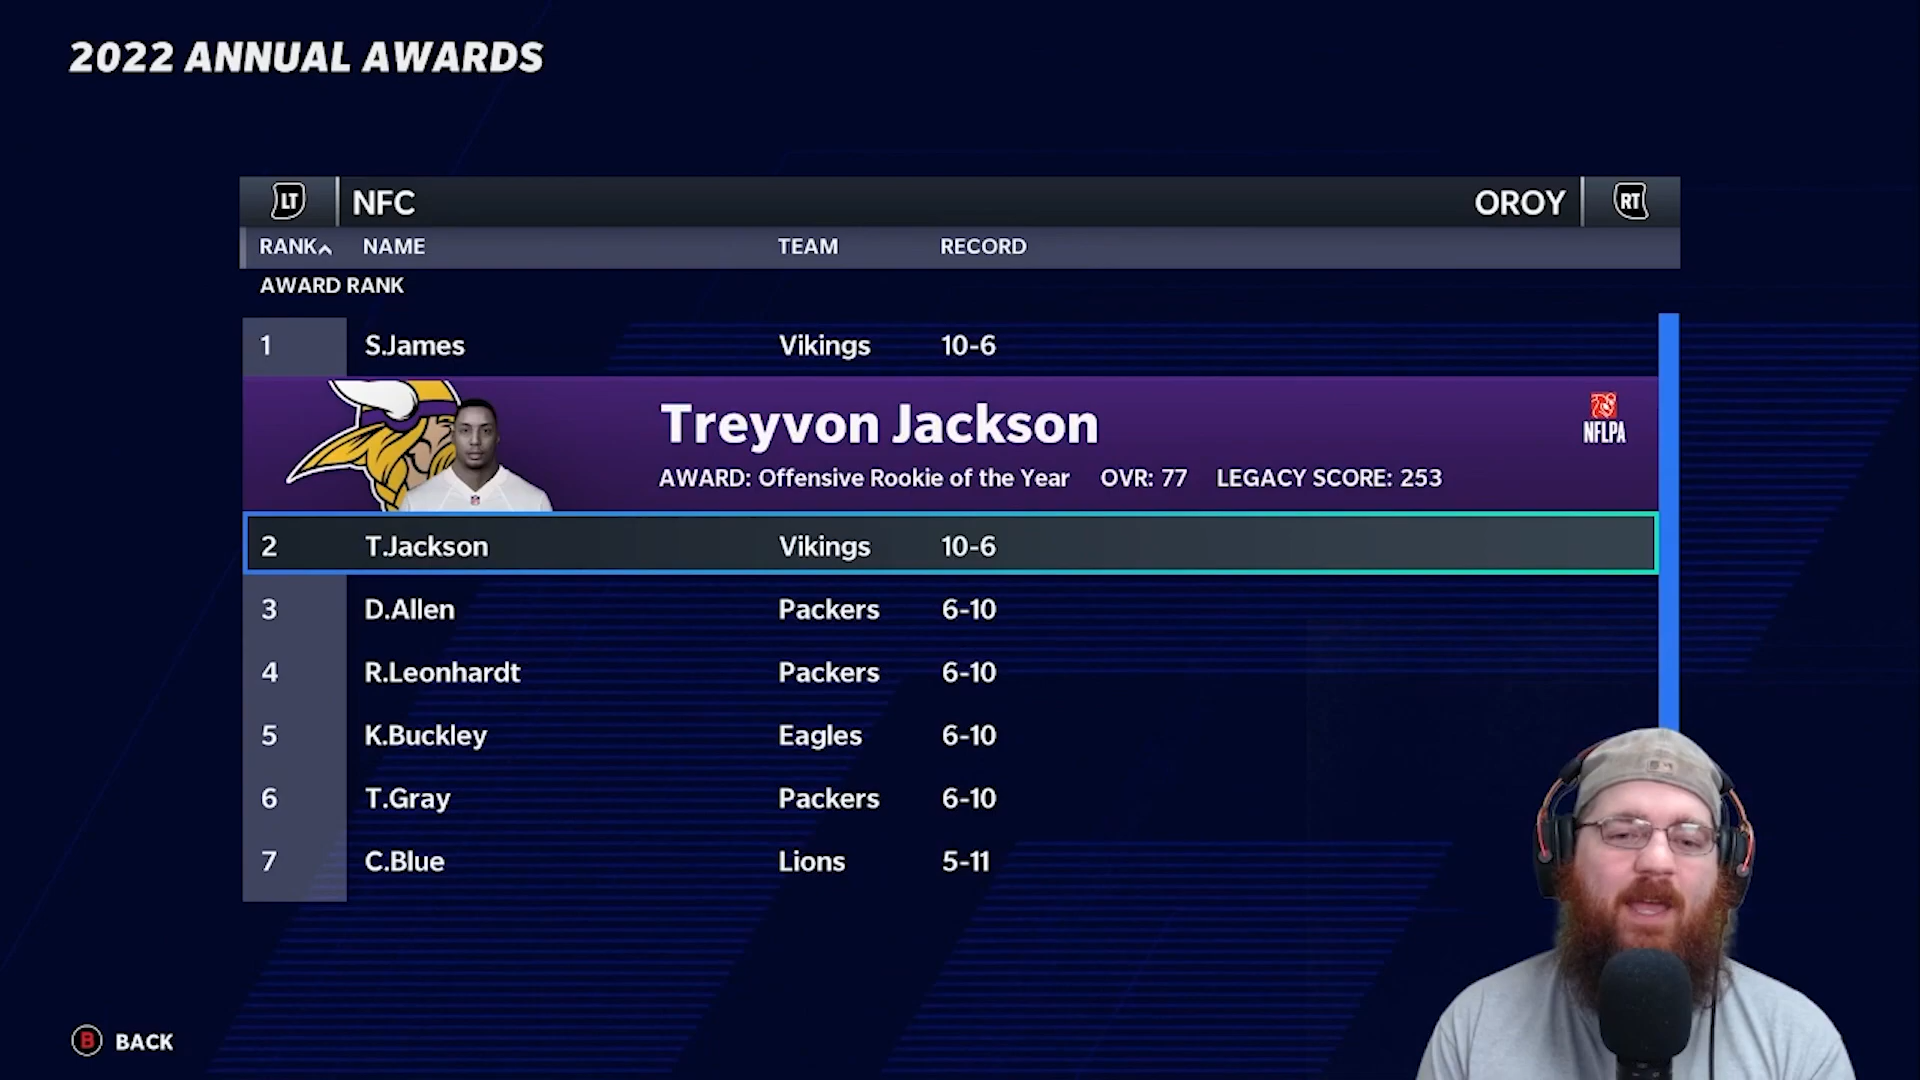 2022 ANNUAL AWARDS
LT NFC OROY RT
RANK NAME TEAM RECORD
AWARD RANK
1 S.James Vikings 10-6
Treyvon Jackson
NFLPA
AWARD: Offensive Rookie of the Year OVR: 77 LEGACY SCORE: 253
2 T.Jackson Vikings 10-6
3 D.Allen Packers 6-10
4 R.Leonhardt Packers 6-10
5 K.Buckley Eagles 6-10
6 T.Gray Packers 6-10
7 C.Blue Lions 5-11
B BACK